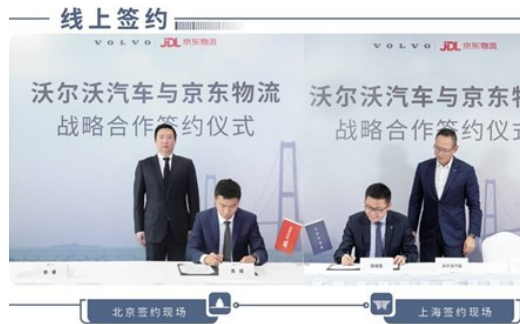 线上签约
VOLVO JDL 京东物流
VOLVO JDL 京东物流
沃尔沃汽车与京东物流
战略合作签约仪式
沃尔沃汽车与京东
战略合作签约仪式
JDL
北京签约现场
上海签约现场